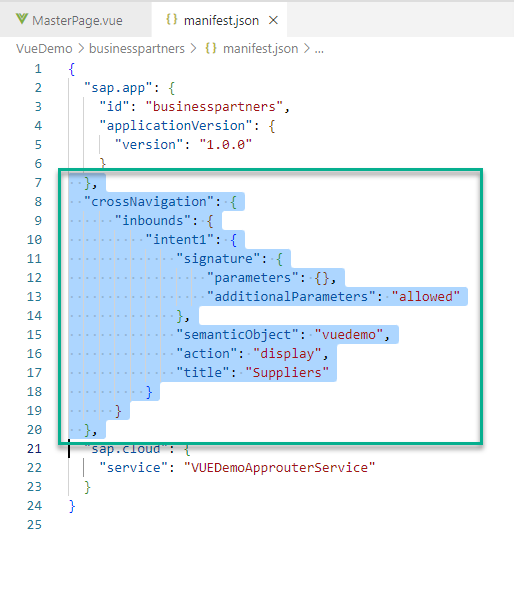 MasterPage.vue
{} manifest.json ×
VueDemo > businesspartners > {} manifest.json > ...
1 {
2 "sap.app": {
3 "id": "businesspartners",
4 "applicationVersion": {
5 "version": "1.0.0"
6 }
7 },
8 "crossNavigation": {
9 "inbounds": {
10 "intent1": {
11 "signature": {
12 "parameters": {},
13 "additionalParameters": "allowed"
14 },
15 "semanticObject": "vuedemo",
16 "action": "display",
17 "title": "Suppliers"
18 }
19 }
20 },
21 "sap.cloud": {
22 "service": "VUEDemoApprouterService"
23 }
24 }
25